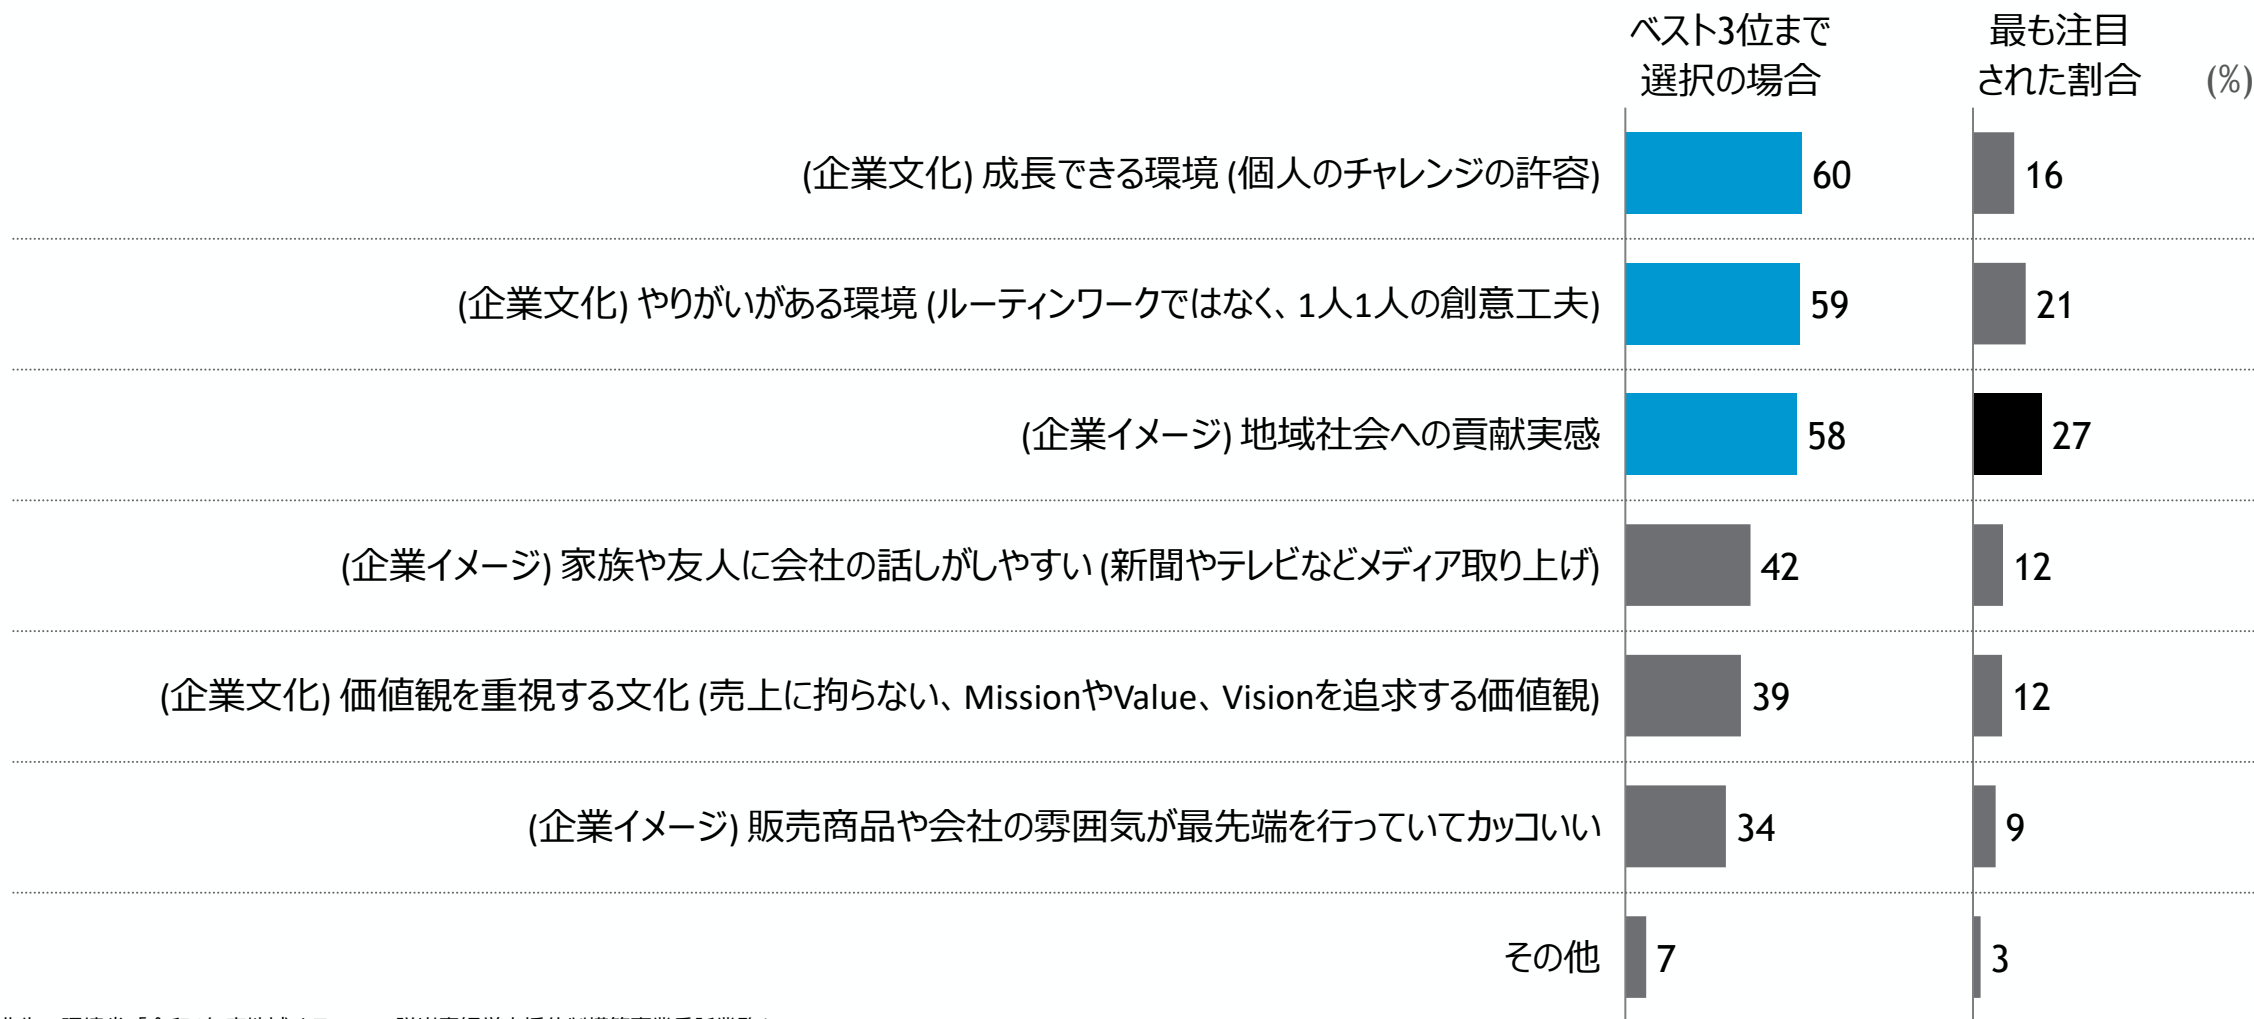 ベスト3位まで
選択の場合
最も注目
された割合
(%)
(企業文化) 成長できる環境 (個人のチャレンジの許容)
60
16
(企業文化) やりがいがある環境 (ルーティンワークではなく、1人1人の創意工夫)
59
21
(企業イメージ) 地域社会への貢献実感
58
27
(企業イメージ) 家族や友人に会社の話しがしやすい (新聞やテレビなどメディア取り上げ)
42
12
(企業文化) 価値観を重視する文化 (売上に拘らない、MissionやValue、Visionを追求する価値観)
39
12
(企業イメージ) 販売商品や会社の雰囲気が最先端を行っていてカッコいい
34
9
その他
7
3